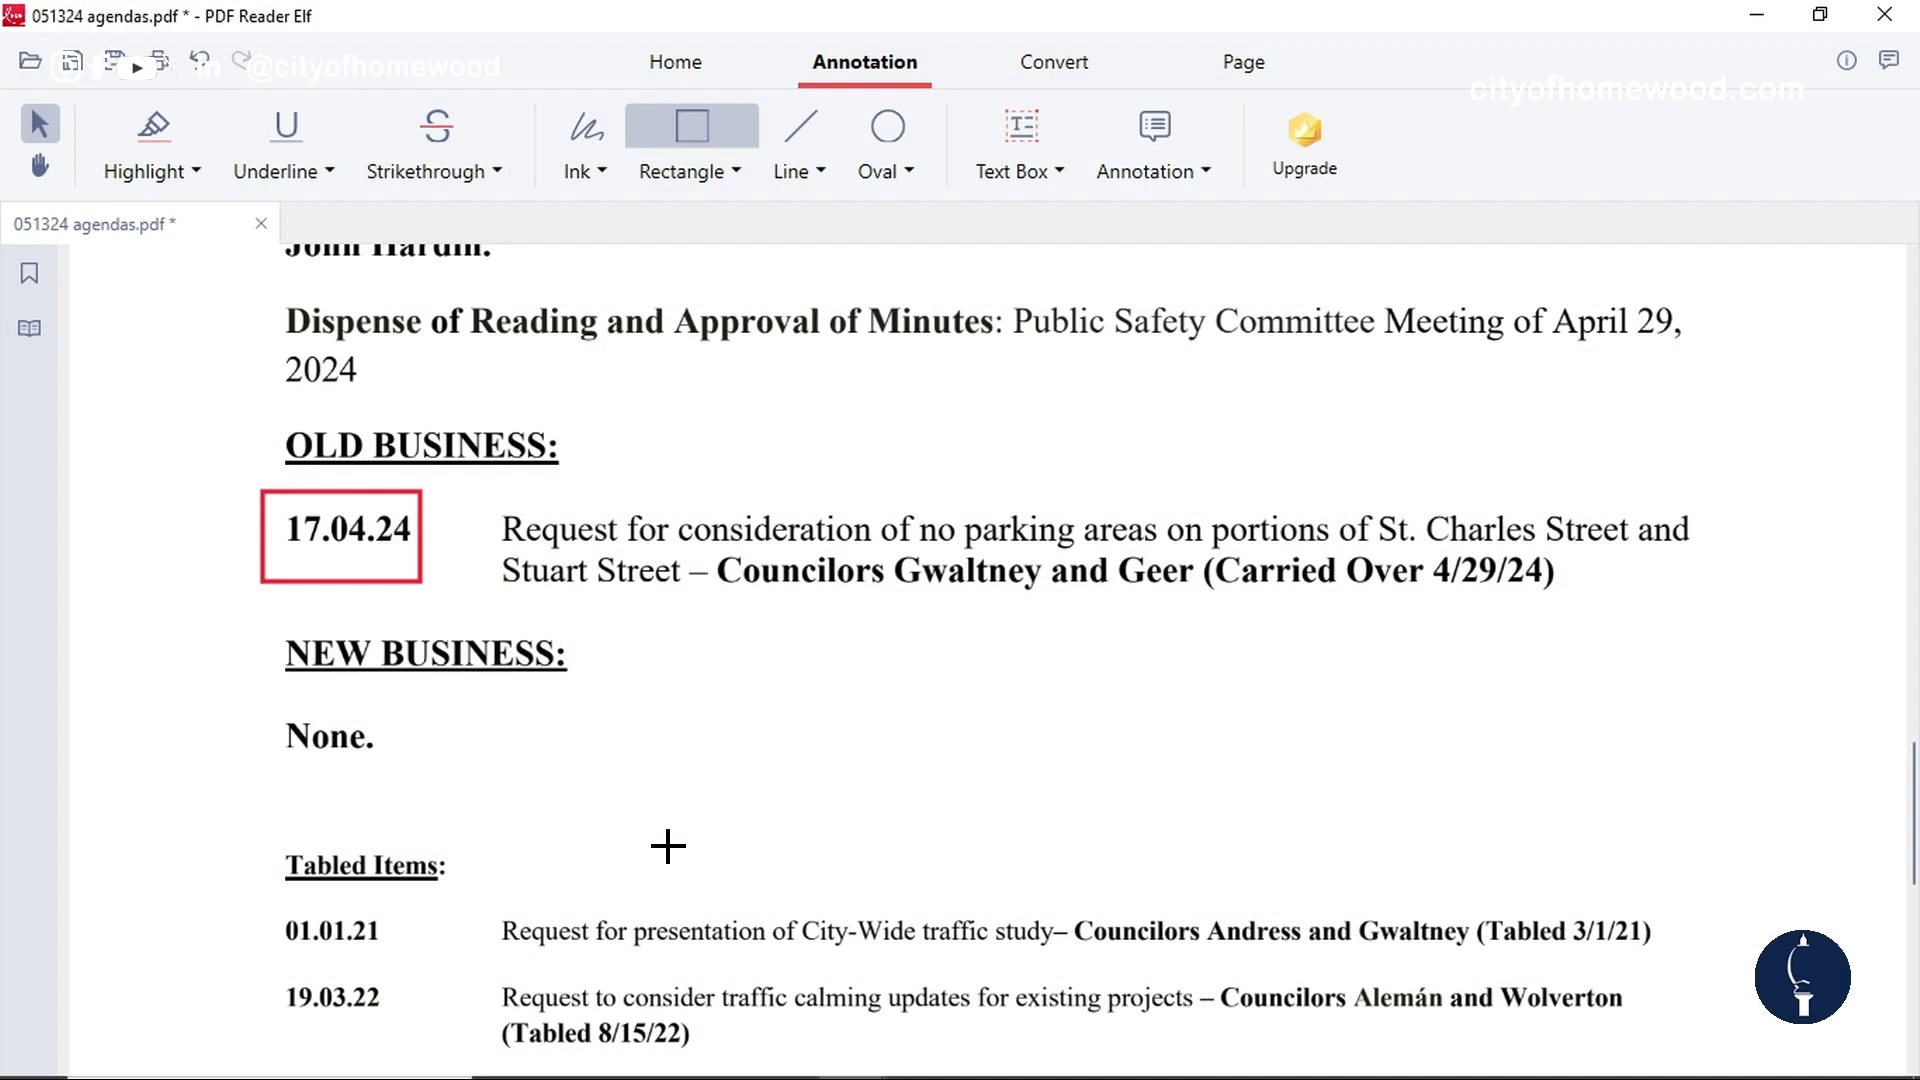 051324 agendas.pdf * - PDF Reader Elf
@cityofhomewood
Home
Annotation
Convert
Page
cityofhomewood.com
Highlight
Underline
Strikethrough
Ink
Rectangle
Line
Oval
Text Box
Annotation
Upgrade
051324 agendas.pdf *
John Hardin.
Dispense of Reading and Approval of Minutes: Public Safety Committee Meeting of April 29,
2024
OLD BUSINESS:
17.04.24 Request for consideration of no parking areas on portions of St. Charles Street and
Stuart Street – Councilors Gwaltney and Geer (Carried Over 4/29/24)
NEW BUSINESS:
None.
Tabled Items:
01.01.21 Request for presentation of City-Wide traffic study– Councilors Andress and Gwaltney (Tabled 3/1/21)
19.03.22 Request to consider traffic calming updates for existing projects – Councilors Alemán and Wolverton
(Tabled 8/15/22)